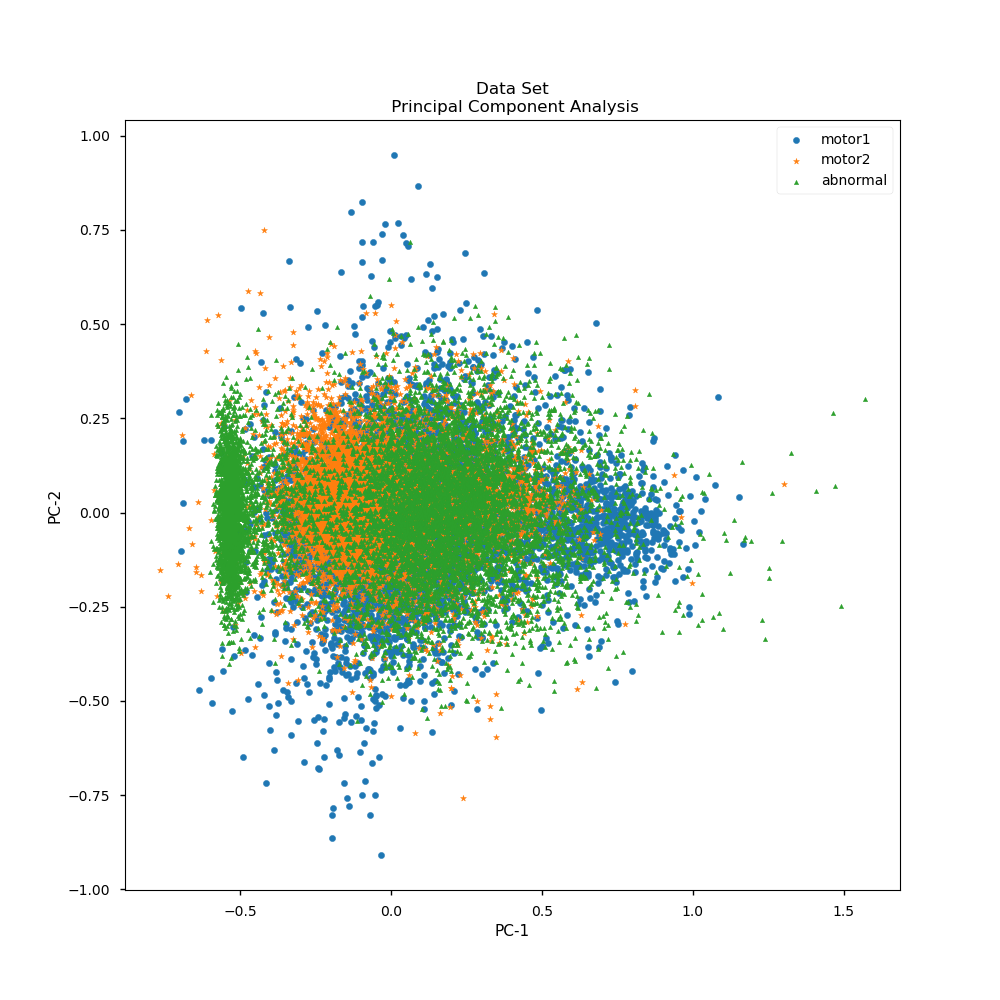 Data Set
Principal Component Analysis
motor1
motor2
abnormal
1.00
0.75
0.50
0.25
0.00
−0.25
−0.50
−0.75
−1.00
PC-2
−0.5
0.0
0.5
1.0
1.5
PC-1